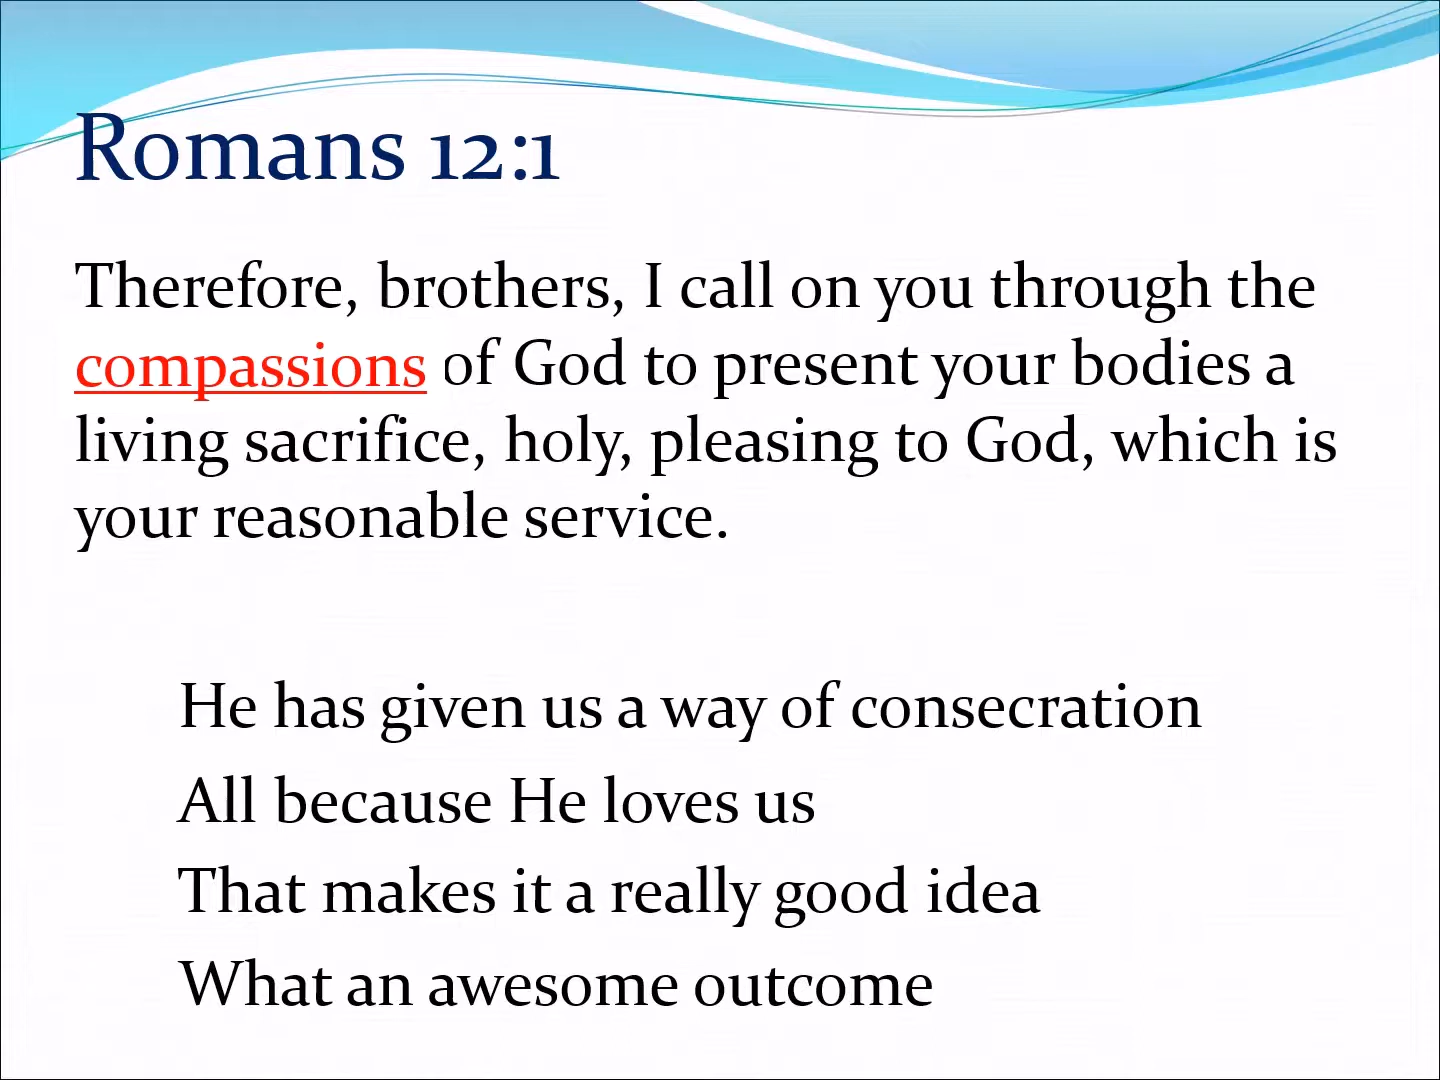 Romans 12:1
Therefore, brothers, I call on you through the
compassions of God to present your bodies a
living sacrifice, holy, pleasing to God, which is
your reasonable service.
He has given us a way of consecration
All because He loves us
That makes it a really good idea
What an awesome outcome